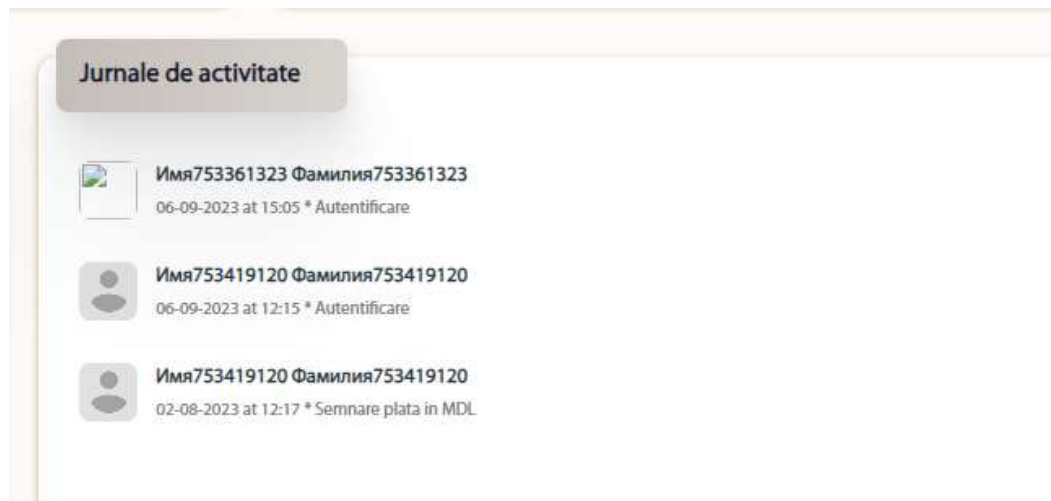 Jurnale de activitate
Имя753361323 Фамилия753361323
06-09-2023 at 15:05 * Autentificare
Имя753419120 Фамилия753419120
06-09-2023 at 12:15 * Autentificare
Имя753419120 Фамилия753419120
02-08-2023 at 12:17 * Semnare plata in MDL